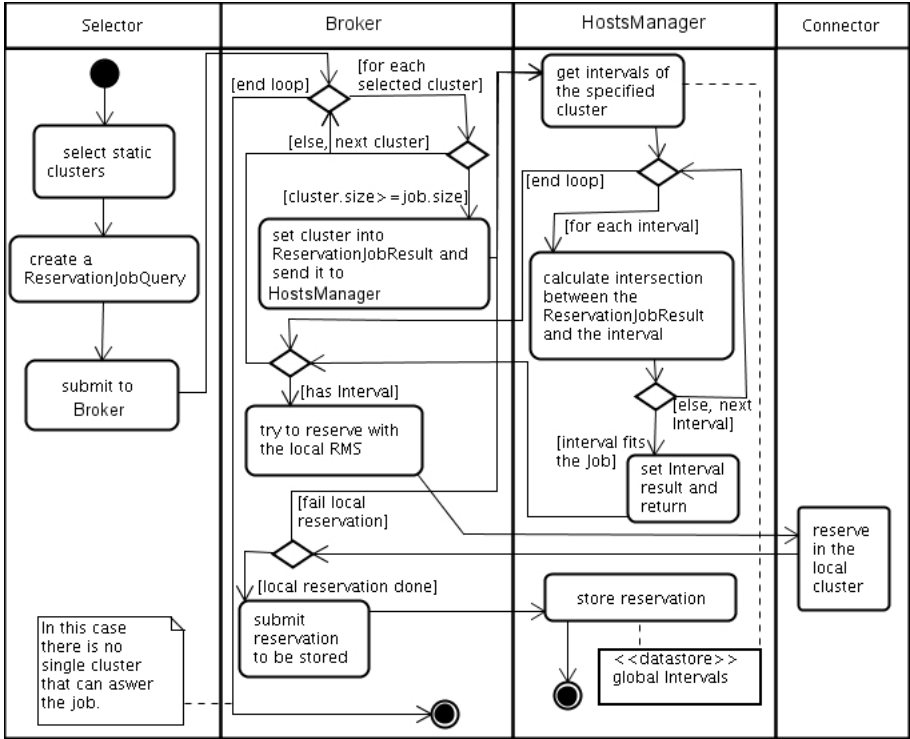 Selector
Broker
HostsManager
Connector
select static
clusters
create a
ReservationJobQuery
submit to
Broker
In this case
there is no
single cluster
that can aswer
the job.
[end loop]
[for each
selected cluster]
[else, next cluster]
[cluster.size>=job.size]
set cluster into
ReservationJobResult and
send it to
HostsManager
[has Interval]
try to reserve with
the local RMS
[fail local
reservation]
[local reservation done]
submit
reservation
to be stored
get intervals of
the specified
cluster
[end loop]
[for each interval]
calculate intersection
between the
ReservationJobResult
and the interval
[else, next
Interval]
[interval fits
the Job]
set Interval
result and
return
store reservation
<<datastore>>
global Intervals
reserve
in the
local
cluster